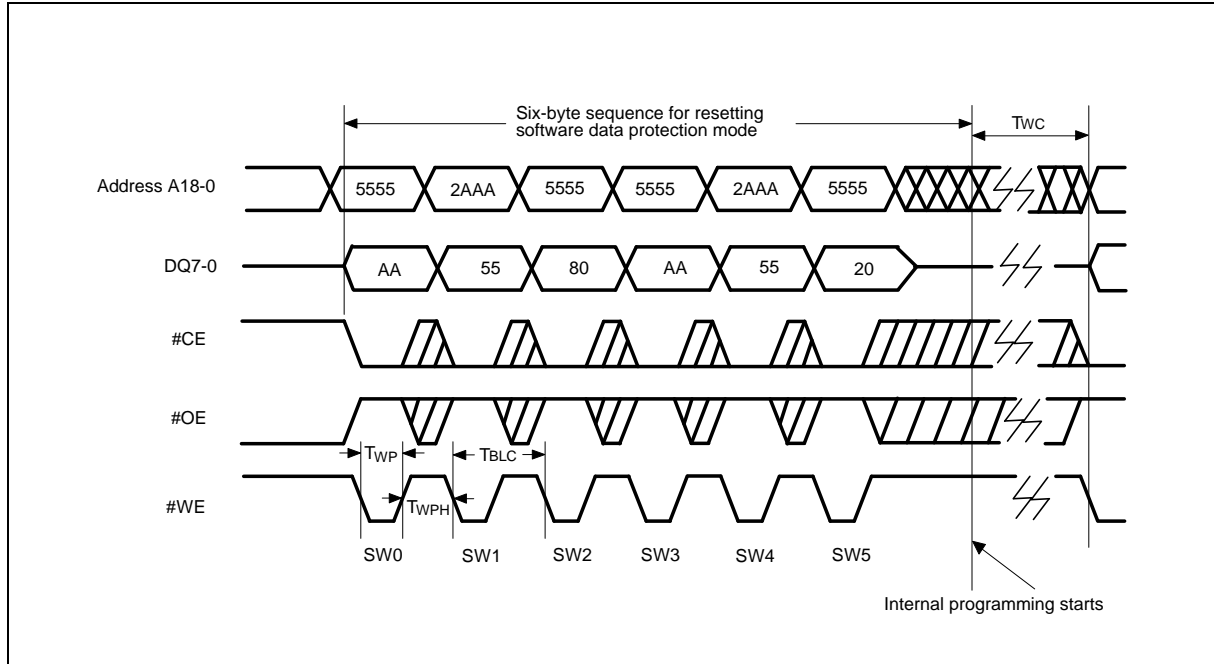 Six-byte sequence for resetting
software data protection mode
TWC
Address A18-0
5555
2AAA
5555
5555
2AAA
5555
DQ7-0
AA
55
80
AA
55
20
#CE
#OE
TWP
TBLC
#WE
TWPH
SW0
SW1
SW2
SW3
SW4
SW5
Internal programming starts